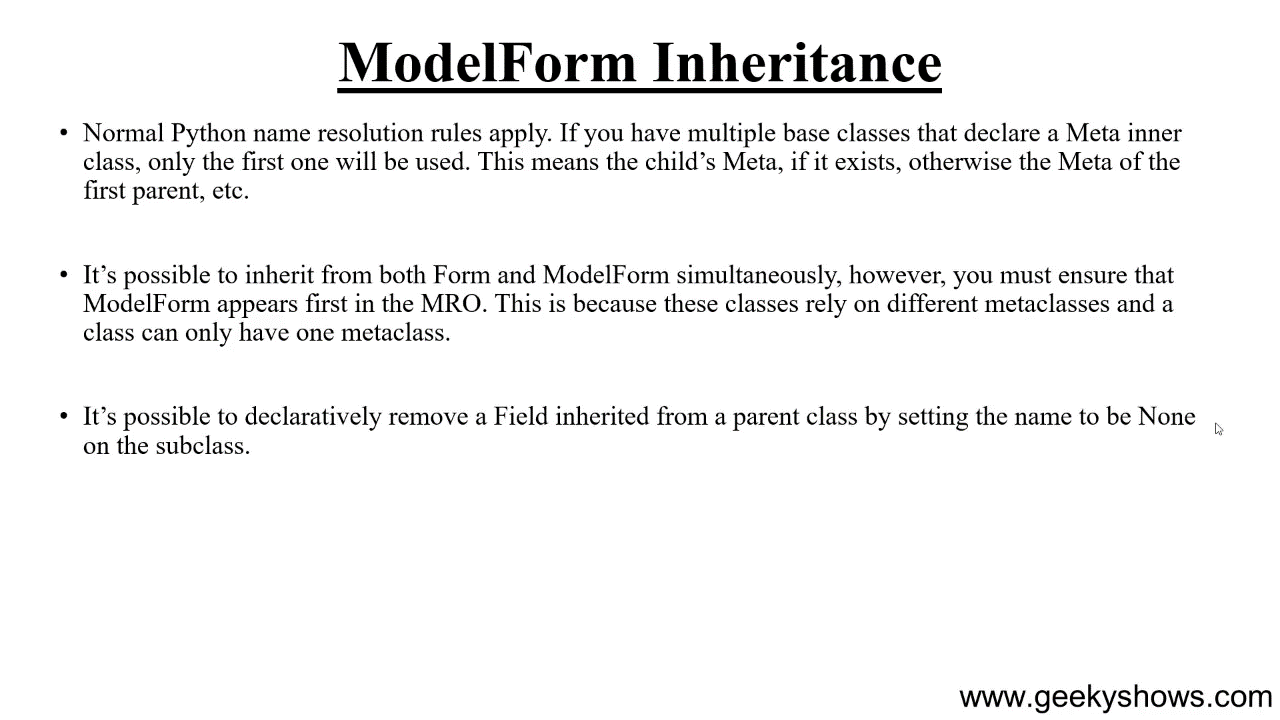 ModelForm Inheritance
• Normal Python name resolution rules apply. If you have multiple base classes that declare a Meta inner
class, only the first one will be used. This means the child’s Meta, if it exists, otherwise the Meta of the
first parent, etc.
• It’s possible to inherit from both Form and ModelForm simultaneously, however, you must ensure that
ModelForm appears first in the MRO. This is because these classes rely on different metaclasses and a
class can only have one metaclass.
• It’s possible to declaratively remove a Field inherited from a parent class by setting the name to be None
on the subclass.
www.geekyshows.com